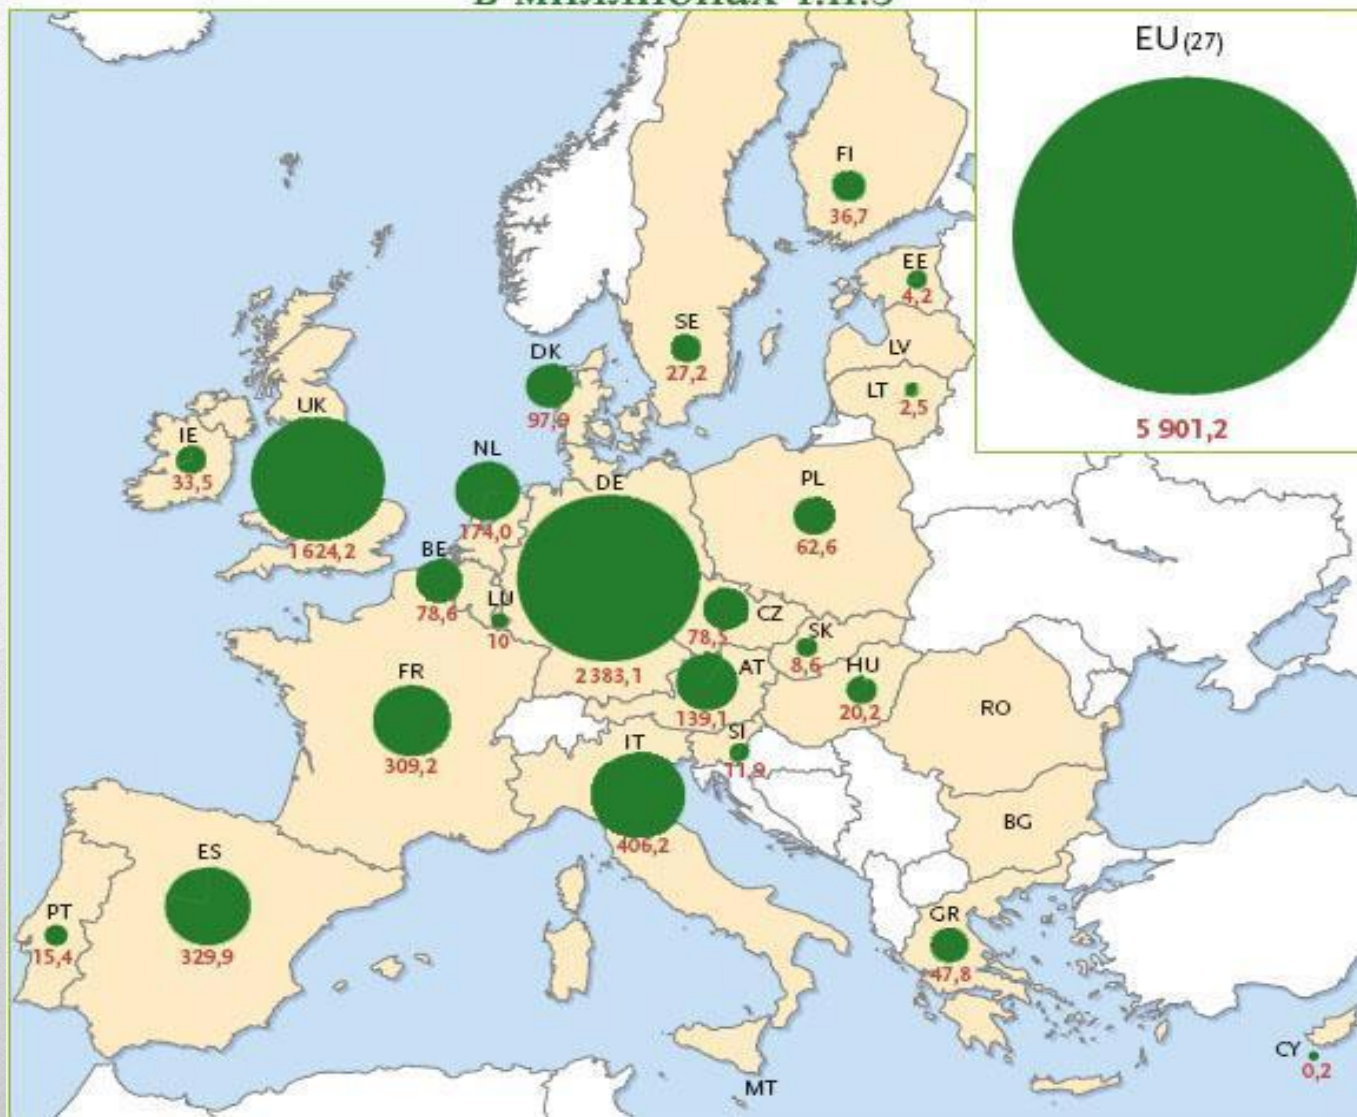 в миллионах т.н.э
EU (27)
5 901,2
FI
36,7
EE
4,2
SE
27,2
LV
DK
97,9
LT
2,5
UK
1 624,2
IE
33,5
NL
174,0
DE
2 383,1
PL
62,6
BE
78,6
LU
10
CZ
78,5
SK
8,6
HU
20,2
AT
139,1
FR
309,2
RO
SI
11,9
IT
406,2
BG
ES
329,9
PT
15,4
GR
47,8
CY
0,2
MT